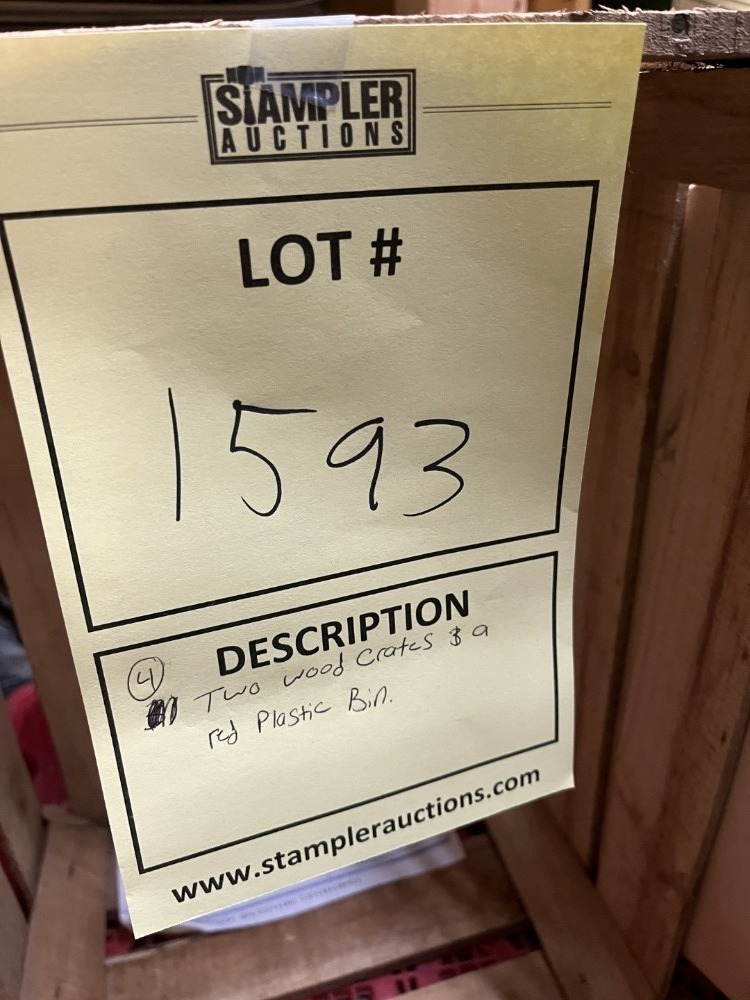 STAMPLER
AUCTIONS
LOT #
1593
DESCRIPTION
4 Two wood crates & a
red Plastic Bin.
www.stamplerauctions.com